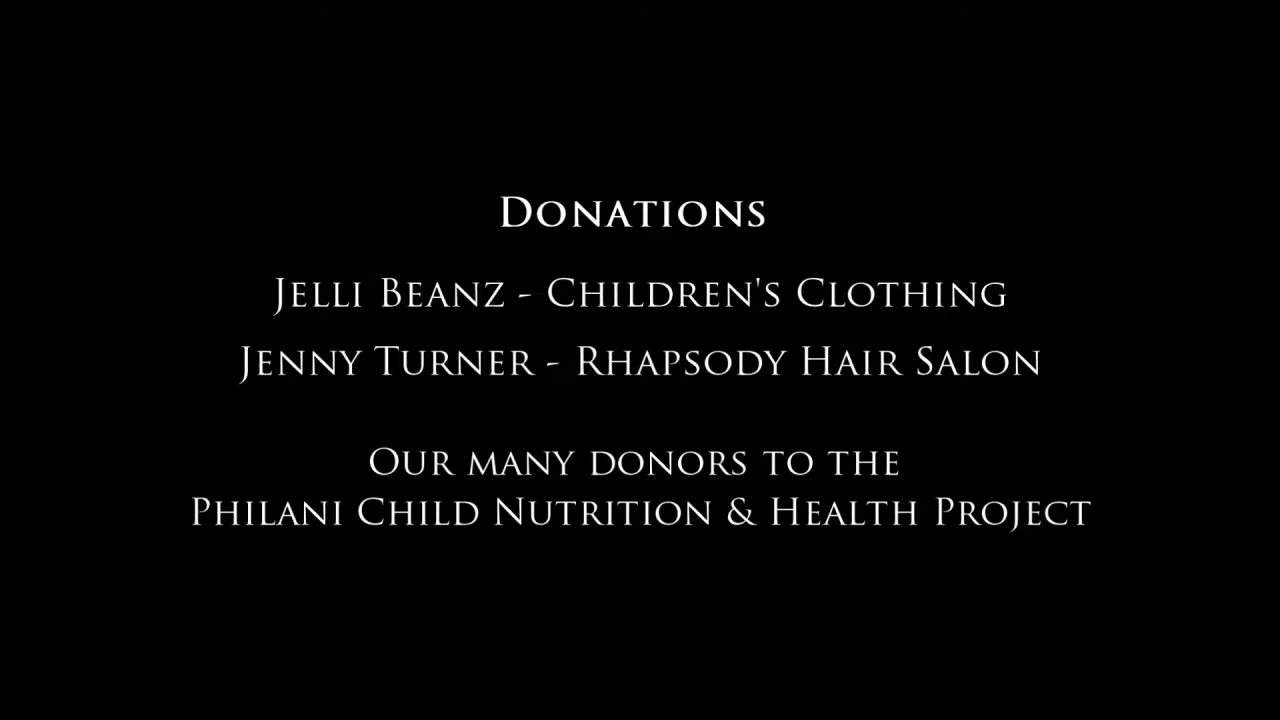 Donations
Jelli Beanz - Children's Clothing
Jenny Turner - Rhapsody Hair Salon
Our many donors to the
Philani Child Nutrition & Health Project